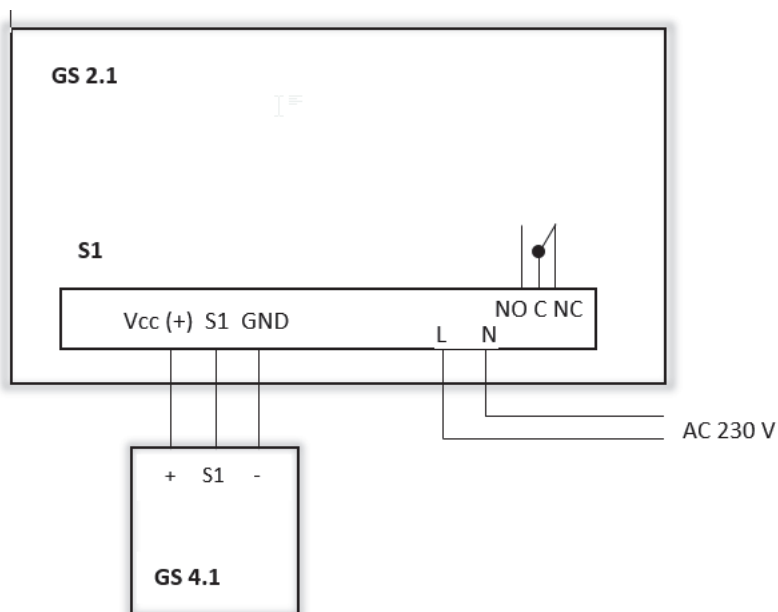 GS 2.1
S1
NO C NC
Vcc (+) S1 GND
L N
AC 230 V
+ S1 -
GS 4.1